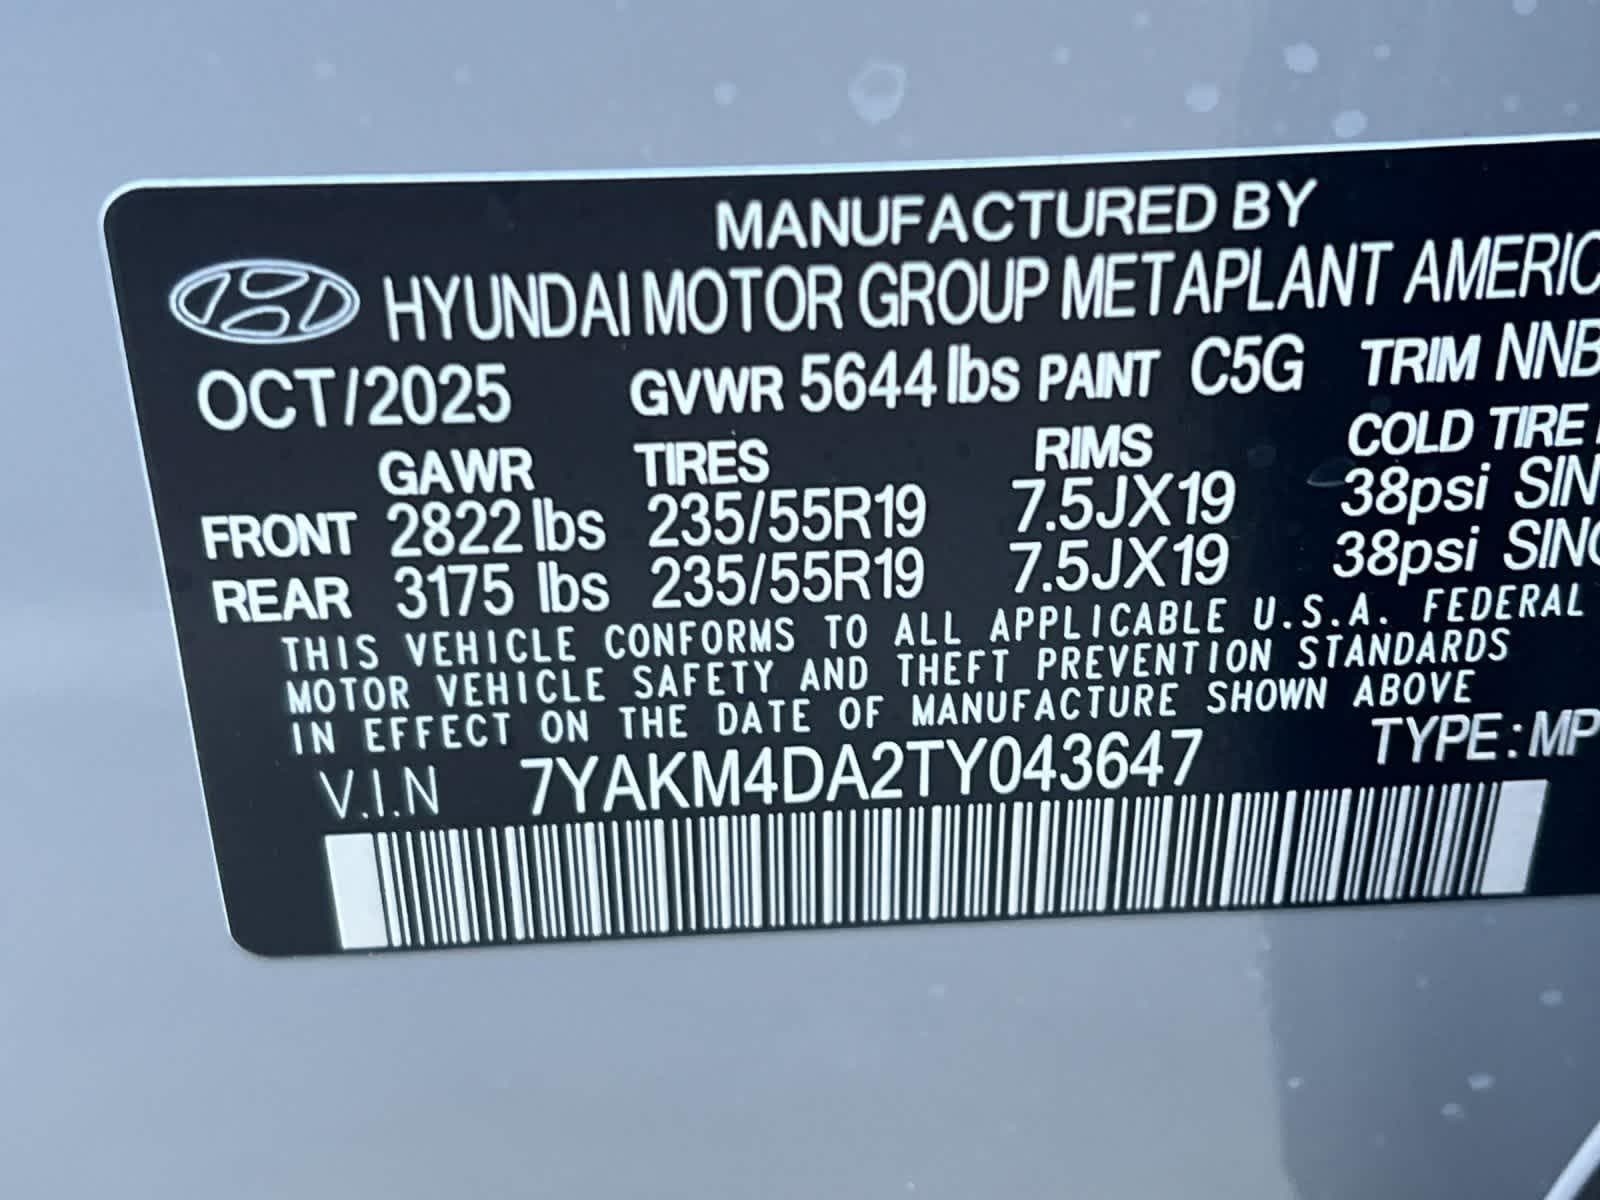 MANUFACTURED BY
HYUNDAI MOTOR GROUP METAPLANT AMERIC
OCT/2025 GVWR 5644 lbs PAINT C5G TRIM NNB
GAWR TIRES RIMS COLD TIRE
FRONT 2822 lbs 235/55R19 7.5JX19 38psi SIN
REAR 3175 lbs 235/55R19 7.5JX19 38psi SING
THIS VEHICLE CONFORMS TO ALL APPLICABLE U.S.A. FEDERAL
MOTOR VEHICLE SAFETY AND THEFT PREVENTION STANDARDS
IN EFFECT ON THE DATE OF MANUFACTURE SHOWN ABOVE
V.I.N 7YAKM4DA2TY043647 TYPE:MP